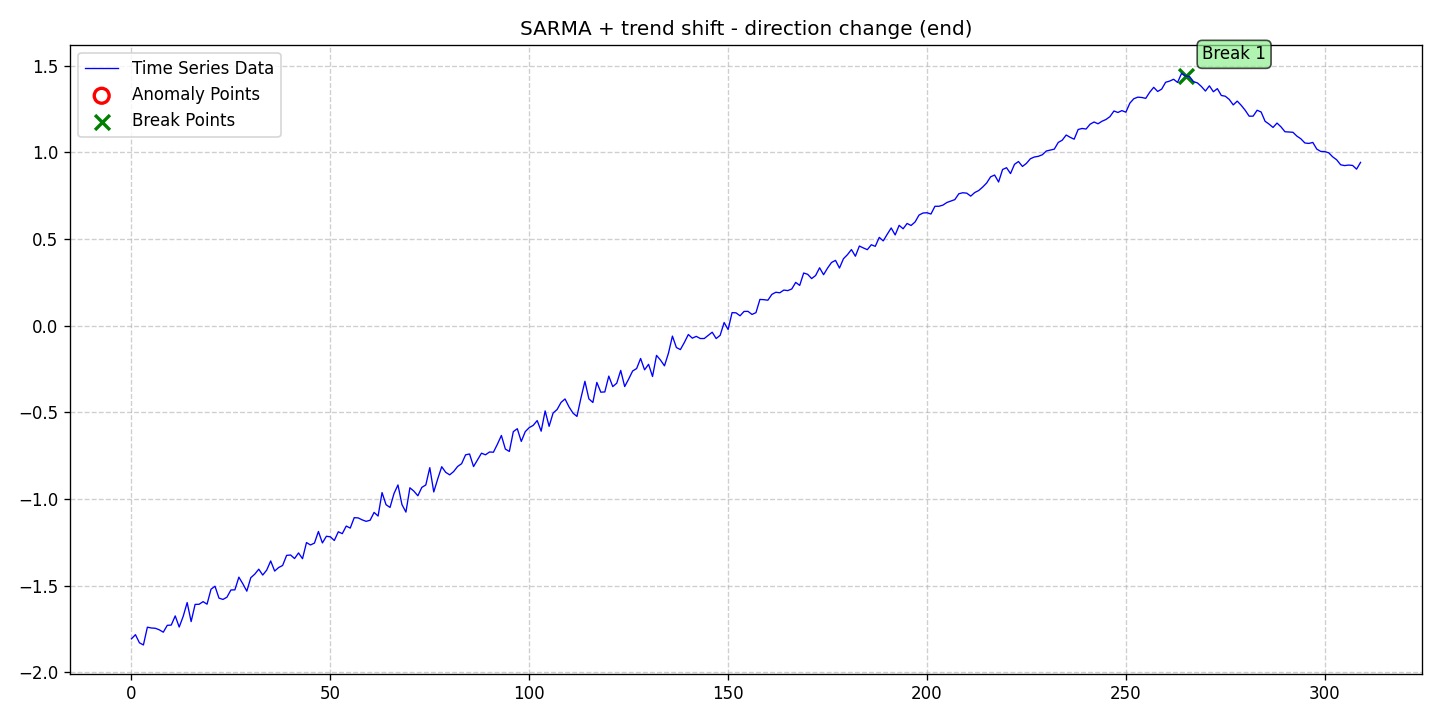 SARMA + trend shift - direction change (end)
Break 1
Time Series Data
Anomaly Points
Break Points
1.5
1.0
0.5
0.0
−0.5
−1.0
−1.5
−2.0
0 50 100 150 200 250 300